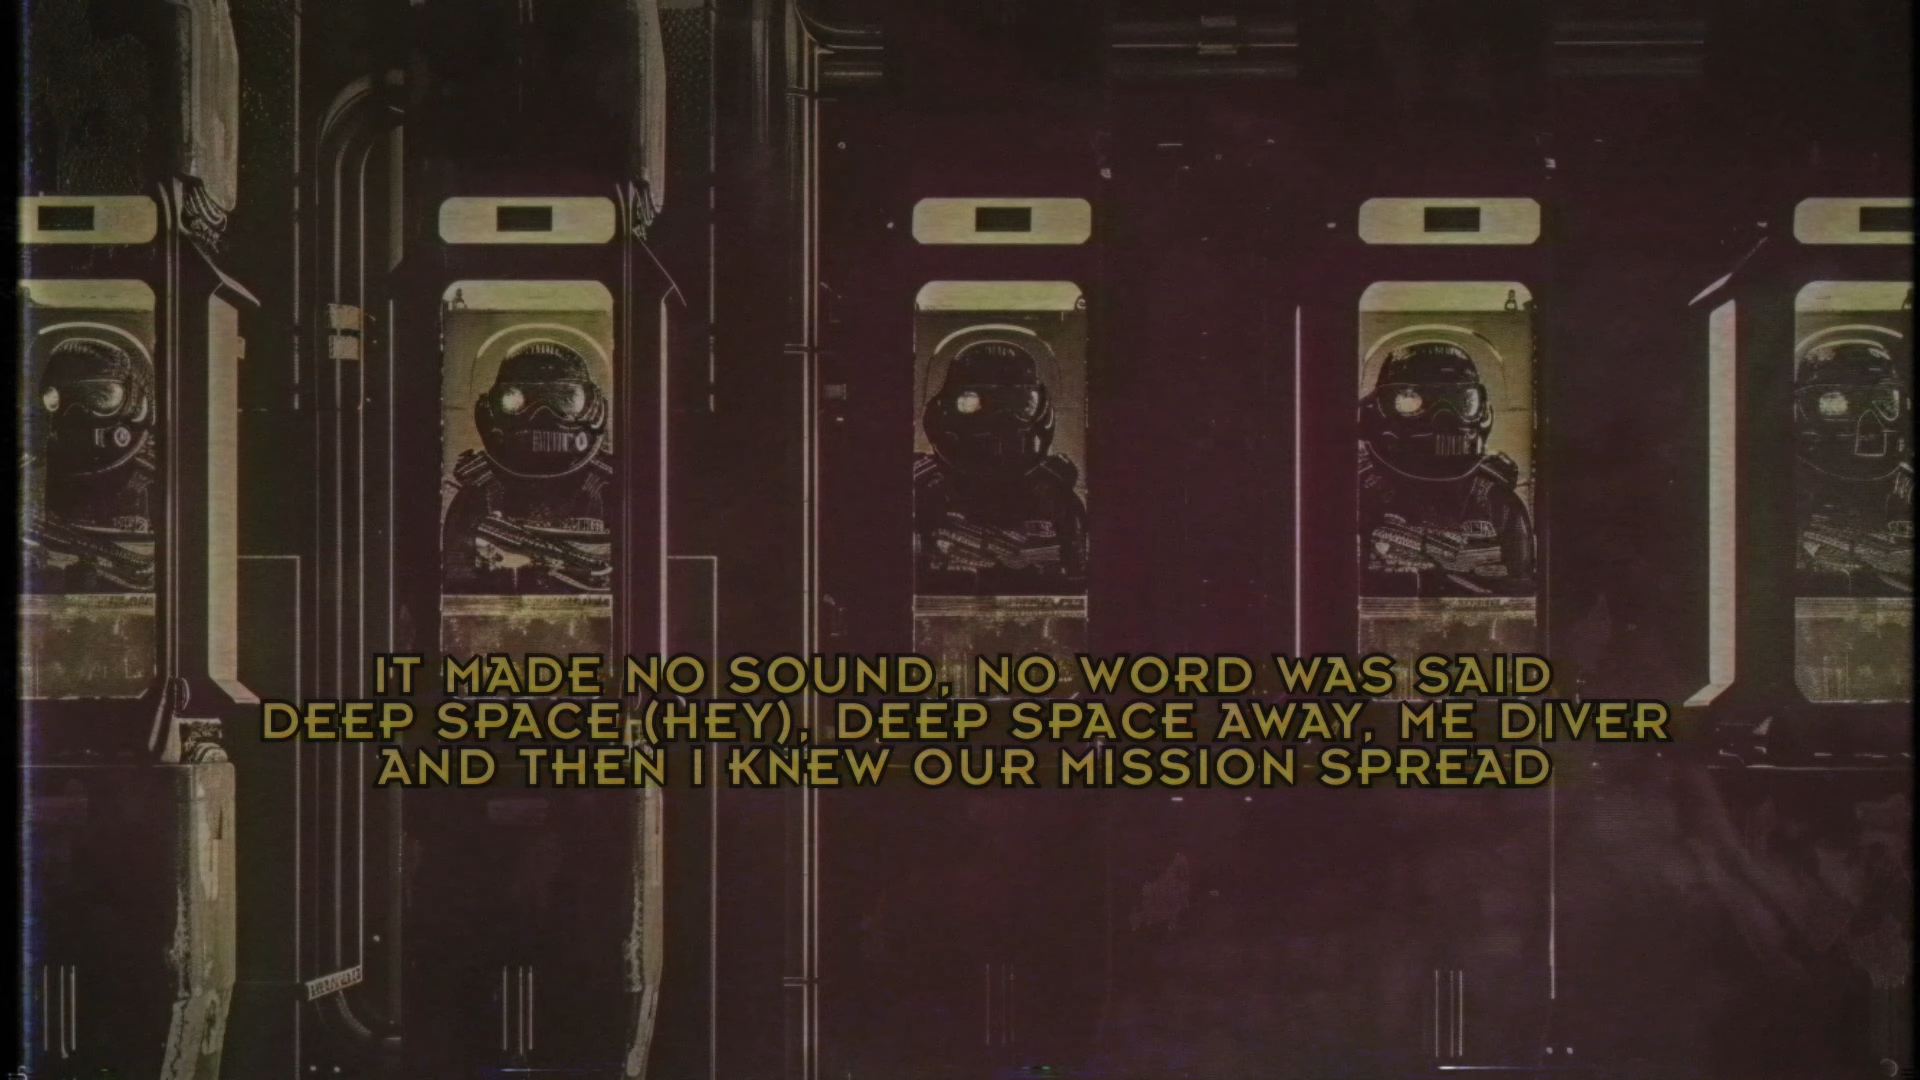 IT MADE NO SOUND, NO WORD WAS SAID
DEEP SPACE (HEY), DEEP SPACE AWAY, ME DIVER
AND THEN I KNEW OUR MISSION SPREAD